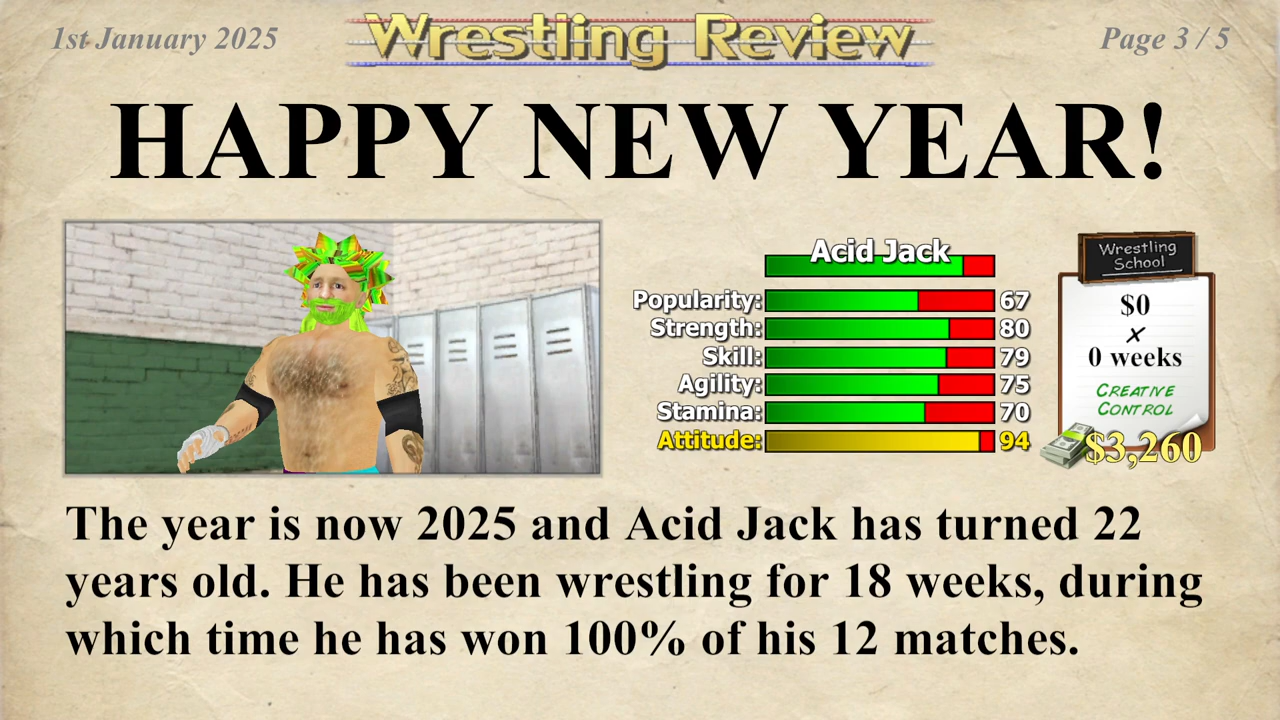 1st January 2025
Wrestling Review
Page 3 / 5
HAPPY NEW YEAR!
Acid Jack
Popularity: 67
Strength: 80
Skill: 79
Agility: 75
Stamina: 70
Attitude: 94
Wrestling
School
$0
x
0 weeks
CREATIVE
CONTROL
$3,260
The year is now 2025 and Acid Jack has turned 22
years old. He has been wrestling for 18 weeks, during
which time he has won 100% of his 12 matches.